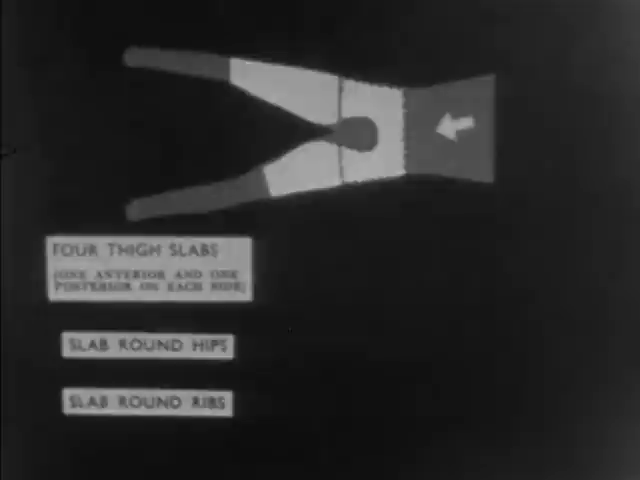 FOUR THIGH SLABS
(ONE ANTERIOR AND ONE
POSTERIOR ON EACH SIDE)
SLAB ROUND HIPS
SLAB ROUND RIBS